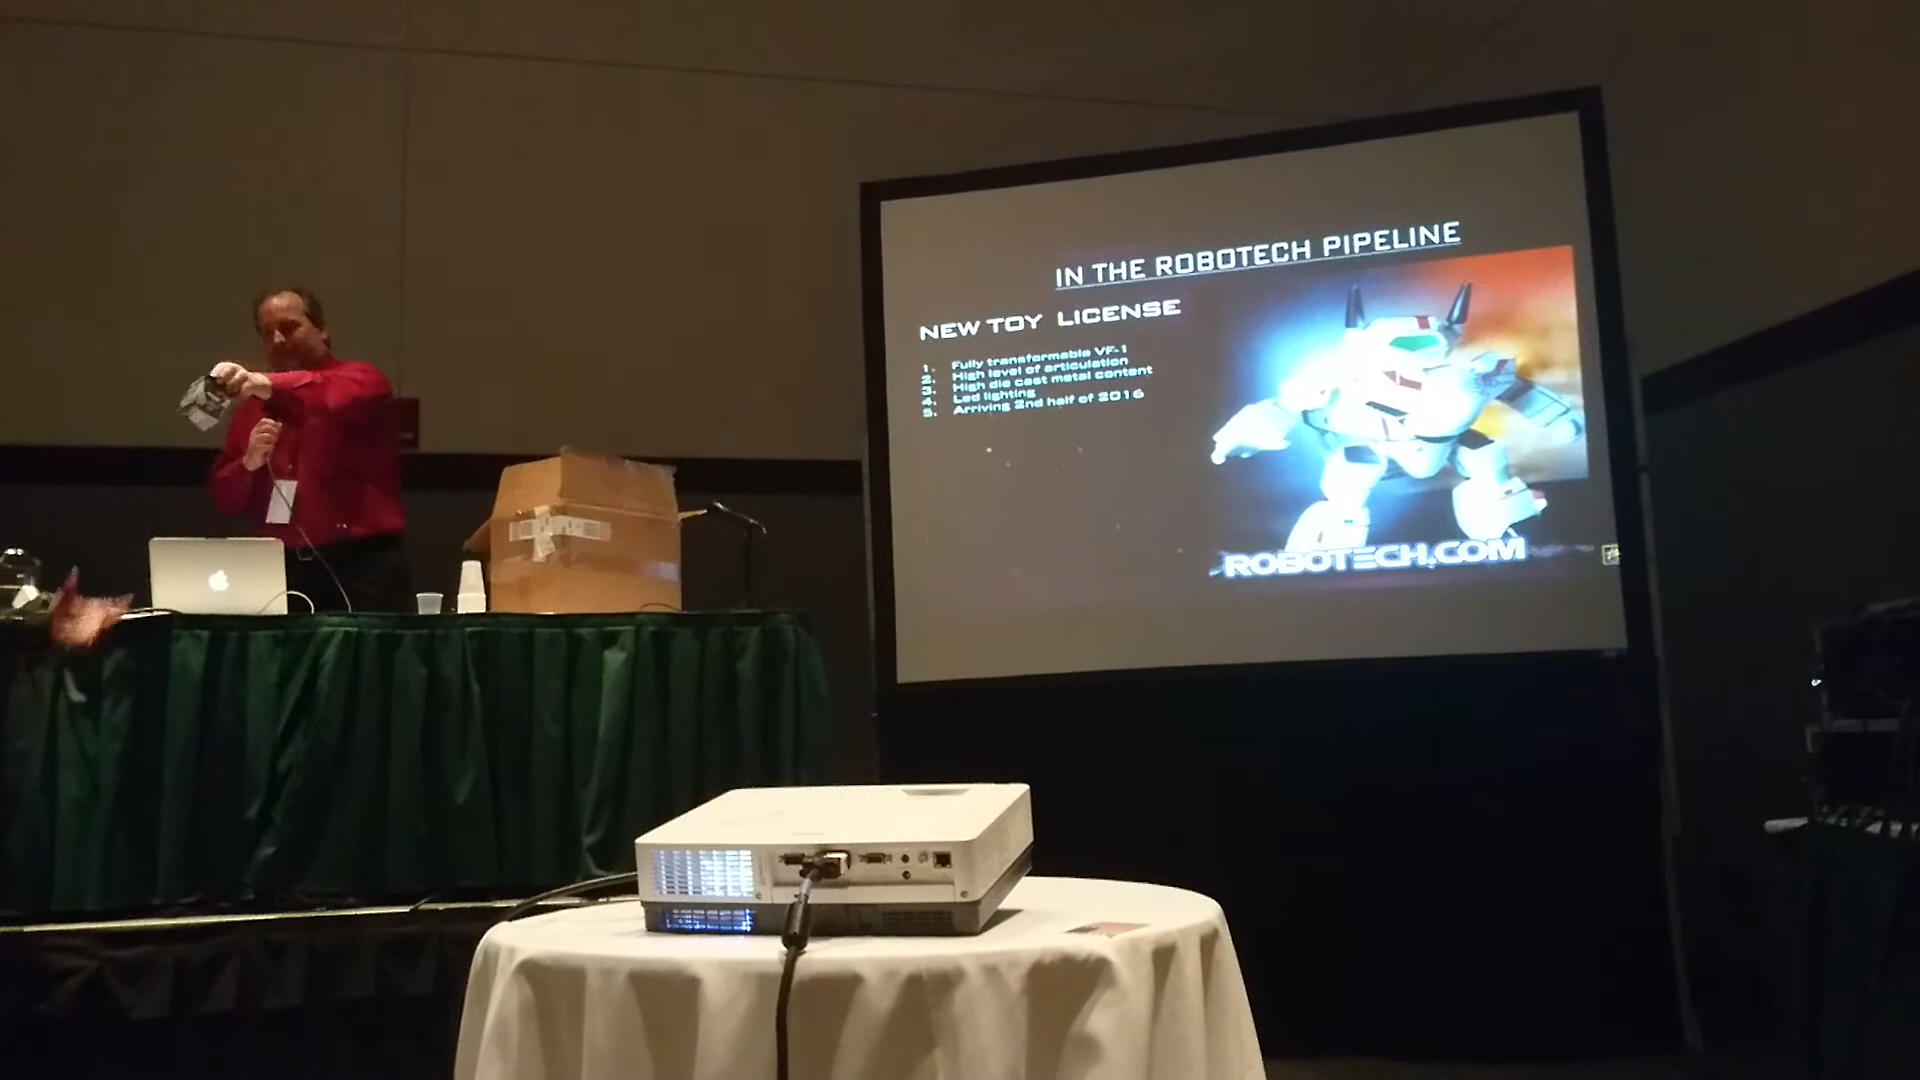 IN THE ROBOTECH PIPELINE
NEW TOY LICENSE
1. Fully transformable VF-1
2. High level of articulation
3. High die cast metal content
4. Led lighting
5. Arriving 2nd half of 2016
ROBOTECH.COM